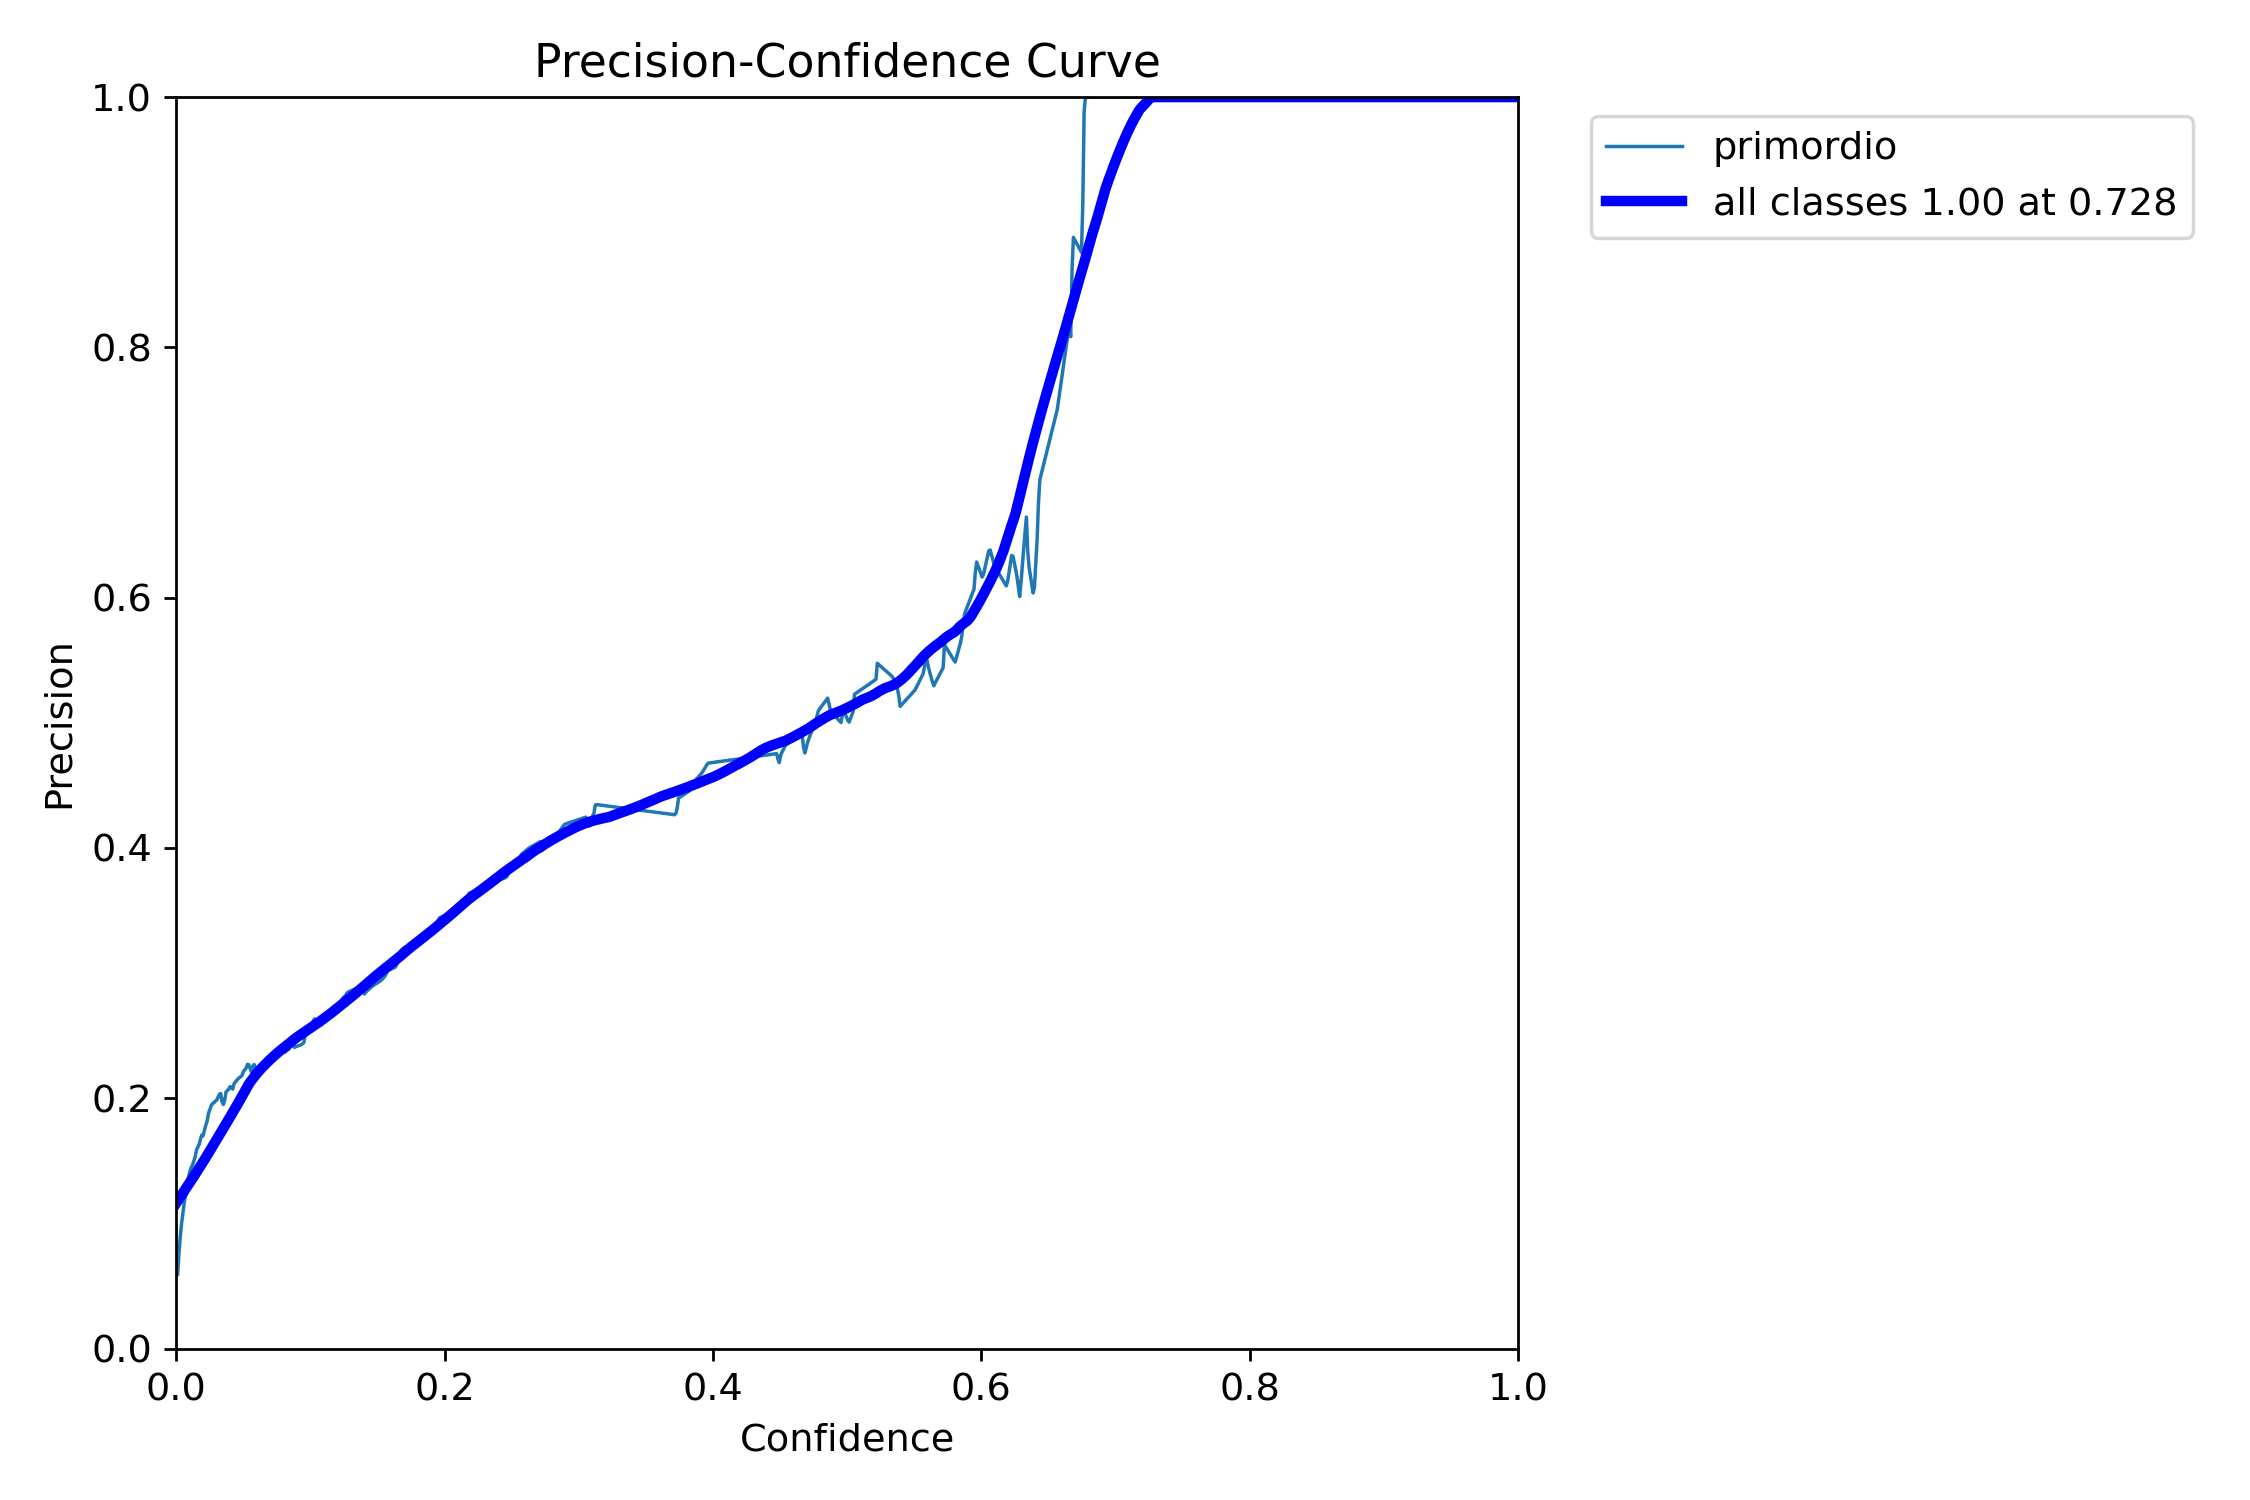 Precision-Confidence Curve
1.0
0.8
0.6
0.4
0.2
0.0
Precision
0.0 0.2 0.4 0.6 0.8 1.0
Confidence
primordio
all classes 1.00 at 0.728